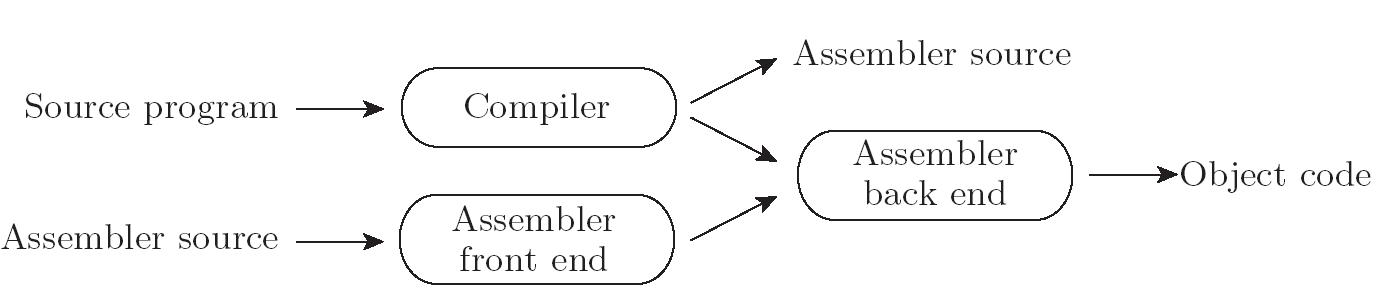 Assembler source
Source program
Compiler
Assembler
back end
Object code
Assembler source
Assembler
front end